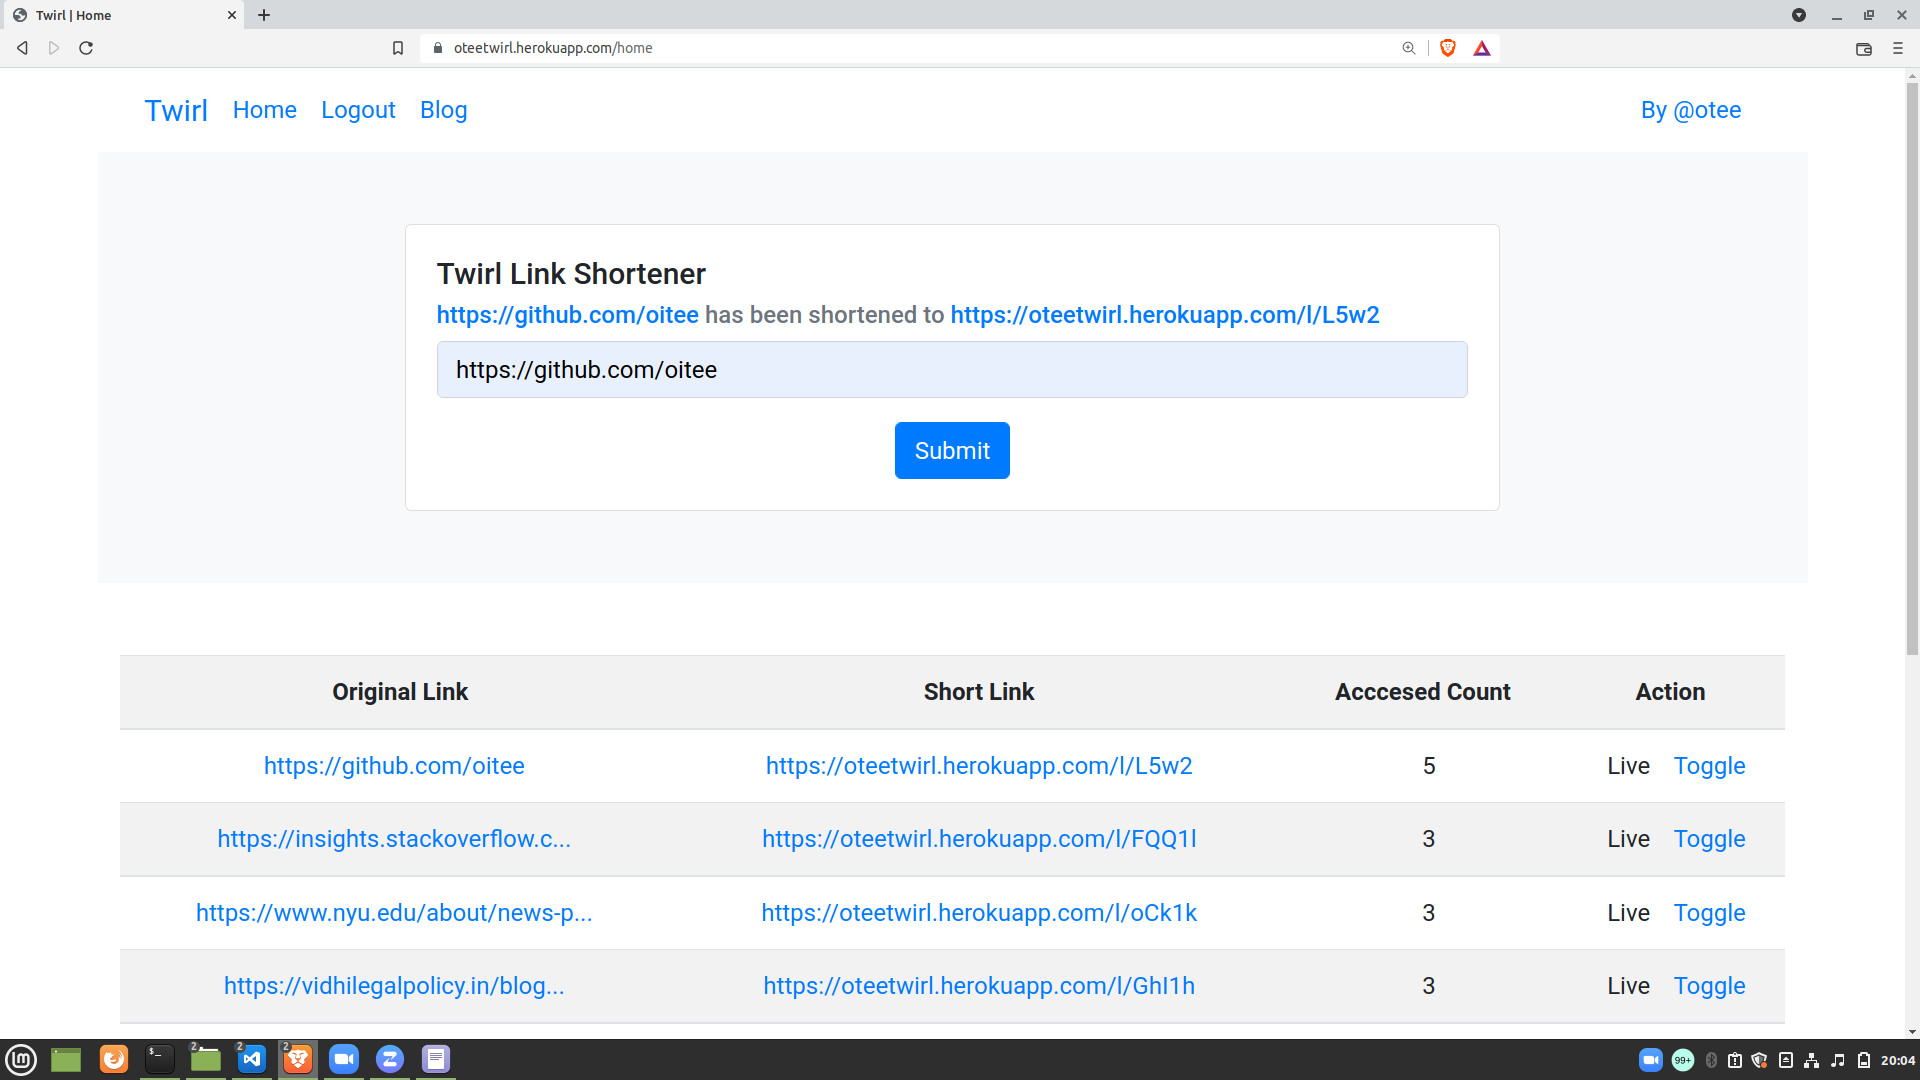 Twirl | Home
oteetwirl.herokuapp.com/home
Twirl Home Logout Blog By @otee
Twirl Link Shortener
https://github.com/oitee has been shortened to https://oteetwirl.herokuapp.com/l/L5w2
https://github.com/oitee
Submit
Original Link Short Link Acccesed Count Action
https://github.com/oitee https://oteetwirl.herokuapp.com/l/L5w2 5 Live Toggle
https://insights.stackoverflow.c... https://oteetwirl.herokuapp.com/l/FQQ1l 3 Live Toggle
https://www.nyu.edu/about/news-p... https://oteetwirl.herokuapp.com/l/oCk1k 3 Live Toggle
https://vidhilegalpolicy.in/blog... https://oteetwirl.herokuapp.com/l/GhI1h 3 Live Toggle
2 2 2 99+ 20:04